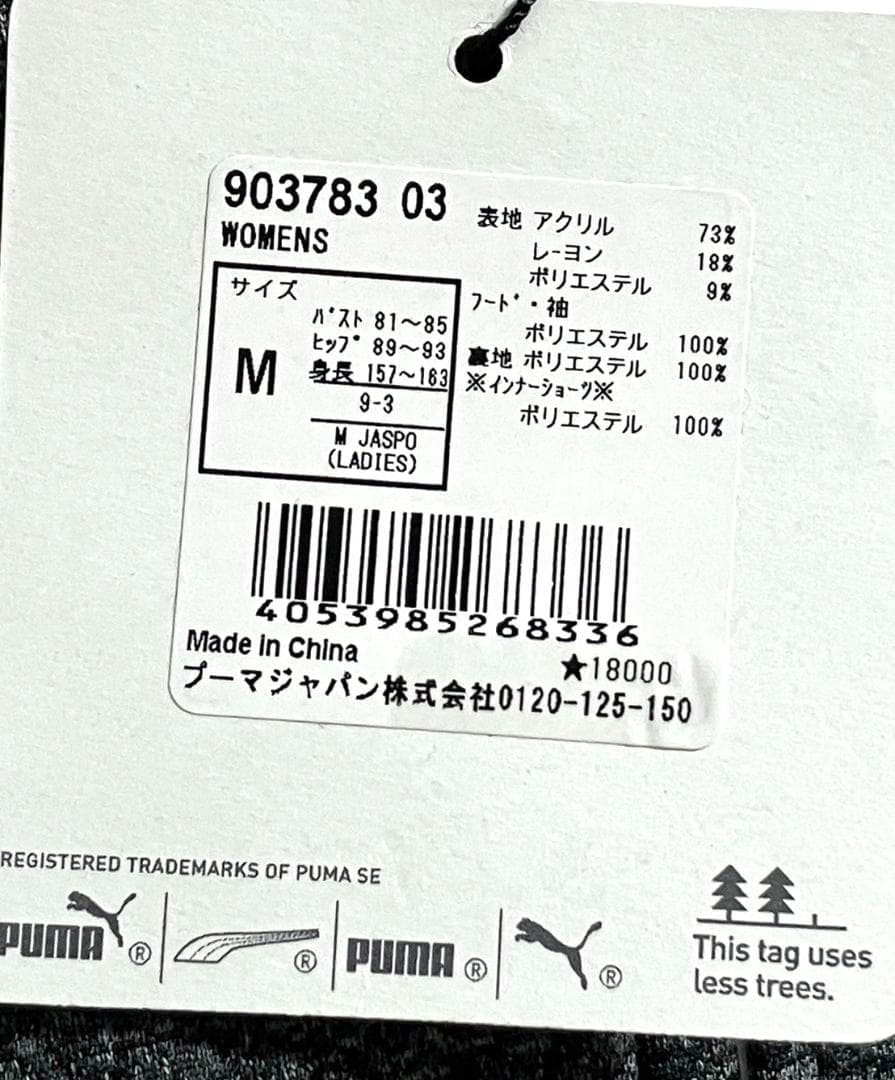 903783 03
WOMENS
サイズ
M
バスト 81～85
ヒップ 89～93
身長 157～163
9-3
M JASPO
(LADIES)
表地 アクリル 73%
レーヨン 18%
ポリエステル 9%
フード・袖
ポリエステル 100%
裏地 ポリエステル 100%
※インナーショーツ※
ポリエステル 100%
4053985268336
Made in China
★18000
プーマジャパン株式会社0120-125-150
REGISTERED TRADEMARKS OF PUMA SE
PUMA ®
®
PUMA ®
®
This tag uses
less trees.